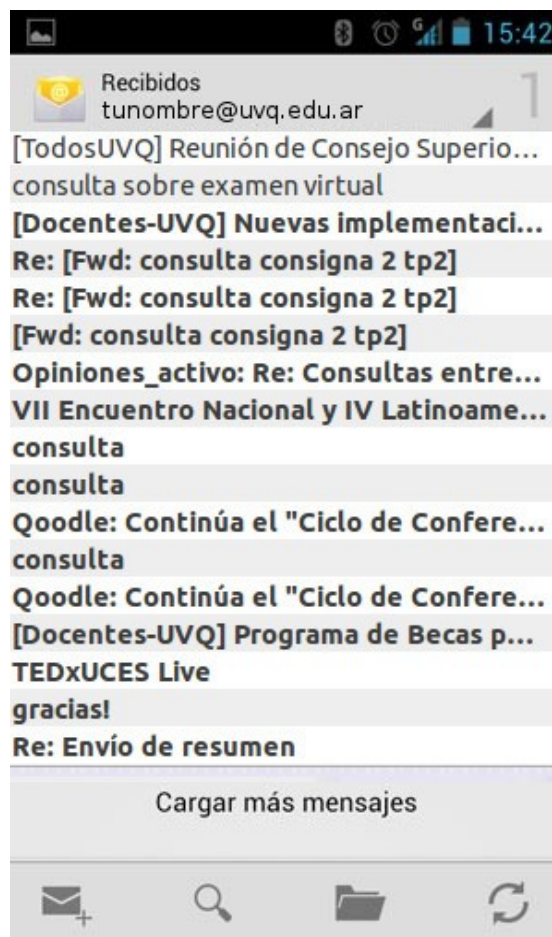 G
15:42
Recibidos
1
tunombre@uvq.edu.ar
[TodosUVQ] Reunión de Consejo Superio...
consulta sobre examen virtual
[Docentes-UVQ] Nuevas implementaci...
Re: [Fwd: consulta consigna 2 tp2]
Re: [Fwd: consulta consigna 2 tp2]
[Fwd: consulta consigna 2 tp2]
Opiniones_activo: Re: Consultas entre...
VII Encuentro Nacional y IV Latinoame...
consulta
consulta
Qoodle: Continúa el "Ciclo de Confere...
consulta
Qoodle: Continúa el "Ciclo de Confere...
[Docentes-UVQ] Programa de Becas p...
TEDxUCES Live
gracias!
Re: Envío de resumen
Cargar más mensajes